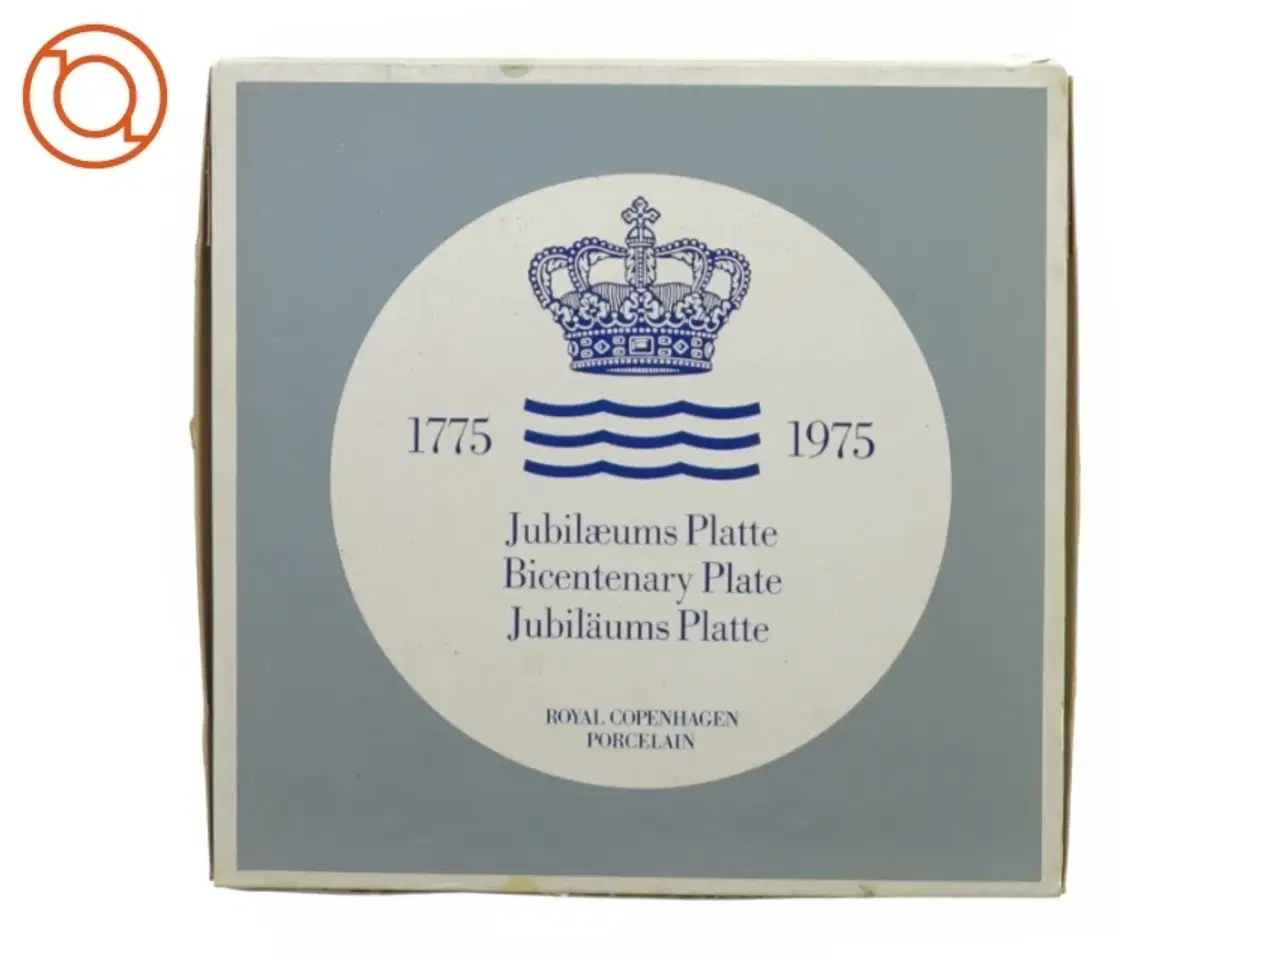 1775 1975
Jubilæums Platte
Bicentenary Plate
Jubiläums Platte
ROYAL COPENHAGEN
PORCELAIN